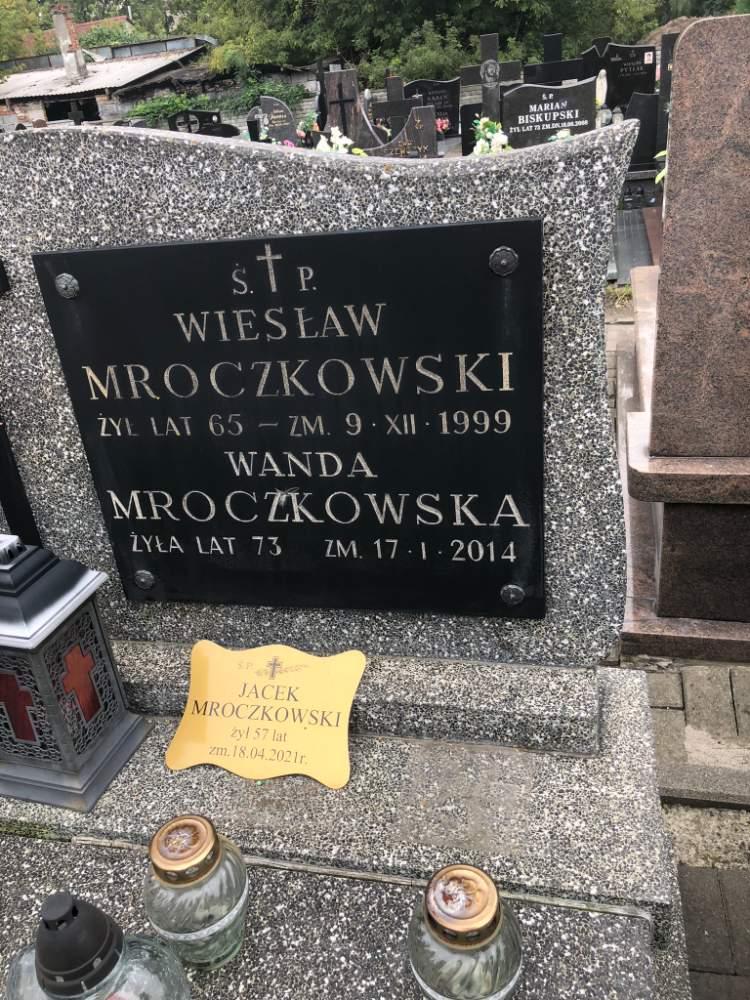 Ś. P.
WIESŁAW
MROCZKOWSKI
ŻYŁ LAT 65 – ZM. 9 · XII · 1999
WANDA
MROCZKOWSKA
ŻYŁA LAT 73 ZM. 17 · I · 2014
Ś.P.
JACEK
MROCZKOWSKI
żył 57 lat
zm.18.04.2021r.
Ś. P.
MARIAN
BISKUPSKI